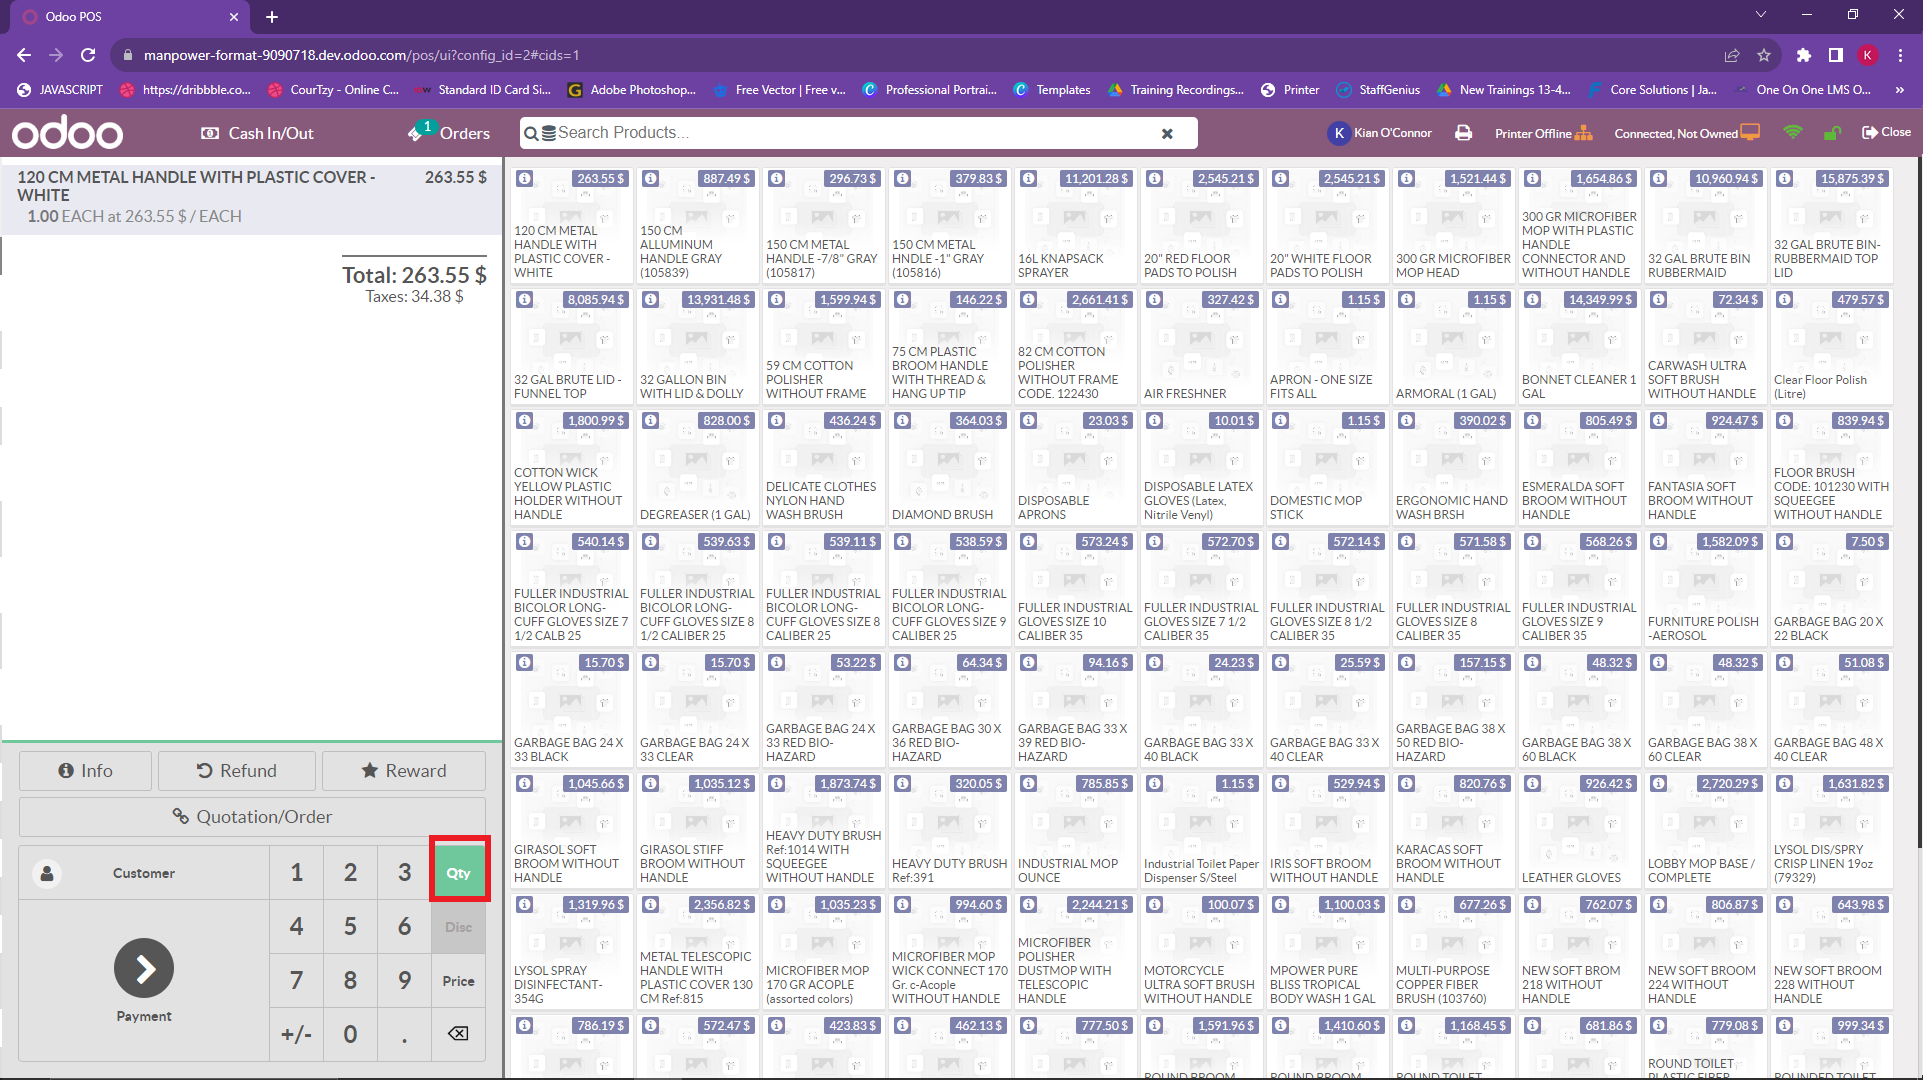 Odoo POS
manpower-format-9090718.dev.odoo.com/pos/ui?config_id=2#cids=1
K
JAVASCRIPT
https://dribbble.co...
CourTzy - Online C...
Standard ID Card Si...
Adobe Photoshop...
Free Vector | Free v...
Professional Portrai...
Templates
Training Recordings...
Printer
StaffGenius
New Trainings 13-4...
Core Solutions | Ja...
One On One LMS O...
»
odoo
Cash In/Out
1
Orders
Search Products...
K
Kian O'Connor
Printer Offline
Connected, Not Owned
Close
120 CM METAL HANDLE WITH PLASTIC COVER - 263.55 $
WHITE
1.00 EACH at 263.55 $ / EACH
Total: 263.55 $
Taxes: 34.38 $
Info
Refund
Reward
Quotation/Order
Customer
1 2 3 Qty
4 5 6 Disc
7 8 9 Price
+/- 0 .
Payment
263.55 $
120 CM METAL
HANDLE WITH
PLASTIC COVER -
WHITE
887.49 $
150 CM
ALLUMINUM
HANDLE GRAY
(105839)
296.73 $
150 CM METAL
HANDLE -7/8" GRAY
(105817)
379.83 $
150 CM METAL
HNDLE -1" GRAY
(105816)
11,201.28 $
16L KNAPSACK
SPRAYER
2,545.21 $
20" RED FLOOR
PADS TO POLISH
2,545.21 $
20" WHITE FLOOR
PADS TO POLISH
1,521.44 $
300 GR MICROFIBER
MOP HEAD
1,654.86 $
300 GR MICROFIBER
MOP WITH PLASTIC
HANDLE
CONNECTOR AND
WITHOUT HANDLE
10,960.94 $
32 GAL BRUTE BIN
RUBBERMAID
15,875.39 $
32 GAL BRUTE BIN-
RUBBERMAID TOP
LID
8,085.94 $
32 GAL BRUTE LID -
FUNNEL TOP
13,931.48 $
32 GALLON BIN
WITH LID & DOLLY
1,599.94 $
59 CM COTTON
POLISHER
WITHOUT FRAME
146.22 $
75 CM PLASTIC
BROOM HANDLE
WITH THREAD &
HANG UP TIP
2,661.41 $
82 CM COTTON
POLISHER
WITHOUT FRAME
CODE. 122430
327.42 $
AIR FRESHNER
1.15 $
APRON - ONE SIZE
FITS ALL
1.15 $
ARMORAL (1 GAL)
14,349.99 $
BONNET CLEANER 1
GAL
72.34 $
CARWASH ULTRA
SOFT BRUSH
WITHOUT HANDLE
479.57 $
Clear Floor Polish
(Litre)
1,800.99 $
COTTON WICK
YELLOW PLASTIC
HOLDER WITHOUT
HANDLE
828.00 $
DEGREASER (1 GAL)
436.24 $
DELICATE CLOTHES
NYLON HAND
WASH BRUSH
364.03 $
DIAMOND BRUSH
23.03 $
DISPOSABLE
APRONS
10.01 $
DISPOSABLE LATEX
GLOVES (Latex,
Nitrile Venyl)
1.15 $
DOMESTIC MOP
STICK
390.02 $
ERGONOMIC HAND
WASH BRSH
805.49 $
ESMERALDA SOFT
BROOM WITHOUT
HANDLE
924.47 $
FANTASIA SOFT
BROOM WITHOUT
HANDLE
839.94 $
FLOOR BRUSH
CODE: 101230 WITH
SQUEEGEE
WITHOUT HANDLE
540.14 $
FULLER INDUSTRIAL
BICOLOR LONG-
CUFF GLOVES SIZE 7
1/2 CALB 25
539.63 $
FULLER INDUSTRIAL
BICOLOR LONG-
CUFF GLOVES SIZE 8
1/2 CALIBER 25
539.11 $
FULLER INDUSTRIAL
BICOLOR LONG-
CUFF GLOVES SIZE 8
CALIBER 25
538.59 $
FULLER INDUSTRIAL
BICOLOR LONG-
CUFF GLOVES SIZE 9
CALIBER 25
573.24 $
FULLER INDUSTRIAL
GLOVES SIZE 10
CALIBER 35
572.70 $
FULLER INDUSTRIAL
GLOVES SIZE 7 1/2
CALIBER 35
572.14 $
FULLER INDUSTRIAL
GLOVES SIZE 8 1/2
CALIBER 35
571.58 $
FULLER INDUSTRIAL
GLOVES SIZE 8
CALIBER 35
568.26 $
FULLER INDUSTRIAL
GLOVES SIZE 9
CALIBER 35
1,582.09 $
FURNITURE POLISH
-AEROSOL
7.50 $
GARBAGE BAG 20 X
22 BLACK
15.70 $
GARBAGE BAG 24 X
33 BLACK
15.70 $
GARBAGE BAG 24 X
33 CLEAR
53.22 $
GARBAGE BAG 24 X
33 RED BIO-
HAZARD
64.34 $
GARBAGE BAG 30 X
36 RED BIO-
HAZARD
94.16 $
GARBAGE BAG 33 X
39 RED BIO-
HAZARD
24.23 $
GARBAGE BAG 33 X
40 BLACK
25.59 $
GARBAGE BAG 33 X
40 CLEAR
157.15 $
GARBAGE BAG 38 X
50 RED BIO-
HAZARD
48.32 $
GARBAGE BAG 38 X
60 BLACK
48.32 $
GARBAGE BAG 38 X
60 CLEAR
51.08 $
GARBAGE BAG 48 X
40 CLEAR
1,045.66 $
GIRASOL SOFT
BROOM WITHOUT
HANDLE
1,035.12 $
GIRASOL STIFF
BROOM WITHOUT
HANDLE
1,873.74 $
HEAVY DUTY BRUSH
Ref:1014 WITH
SQUEEGEE
WITHOUT HANDLE
320.05 $
HEAVY DUTY BRUSH
Ref:391
785.85 $
INDUSTRIAL MOP
OUNCE
1.15 $
Industrial Toilet Paper
Dispenser S/Steel
529.94 $
IRIS SOFT BROOM
WITHOUT HANDLE
820.76 $
KARACAS SOFT
BROOM WITHOUT
HANDLE
926.42 $
LEATHER GLOVES
2,720.29 $
LOBBY MOP BASE /
COMPLETE
1,631.82 $
LYSOL DIS/SPRY
CRISP LINEN 19oz
(79329)
1,319.96 $
LYSOL SPRAY
DISINFECTANT-
354G
2,356.82 $
METAL TELESCOPIC
HANDLE WITH
PLASTIC COVER 130
CM Ref:815
1,035.23 $
MICROFIBER MOP
170 GR ACOPLE
(assorted colors)
994.60 $
MICROFIBER MOP
WICK CONNECT 170
Gr. c-Acople
WITHOUT HANDLE
2,244.21 $
MICROFIBER
POLISHER
DUSTMOP WITH
TELESCOPIC
HANDLE
100.07 $
MOTORCYCLE
ULTRA SOFT BRUSH
WITHOUT HANDLE
1,100.03 $
MPOWER PURE
BLISS TROPICAL
BODY WASH 1 GAL
677.26 $
MULTI-PURPOSE
COPPER FIBER
BRUSH (103760)
762.07 $
NEW SOFT BROM
218 WITHOUT
HANDLE
806.87 $
NEW SOFT BROOM
224 WITHOUT
HANDLE
643.98 $
NEW SOFT BROOM
228 WITHOUT
HANDLE
786.19 $
572.47 $
423.83 $
462.13 $
777.50 $
1,591.96 $
ROUND BROOM
1,410.60 $
ROUND BROOM
1,168.45 $
ROUND TOILET
681.86 $
779.08 $
ROUND TOILET
PLASTIC FIBER
999.34 $
ROUNDED TOILET